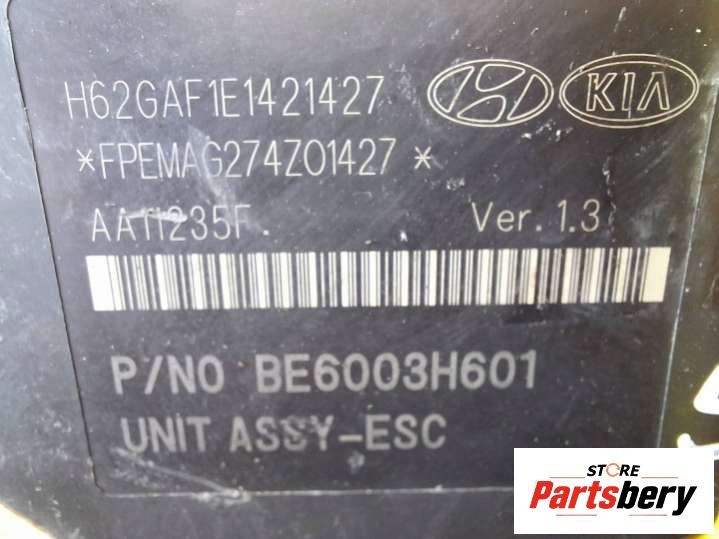 H62GAF1E1421427
KIA
*FPEMAG274Z01427 *
AA11235F. Ver. 1.3
P/NO BE6003H601
UNIT ASSY-ESC
STORE
Partsbery